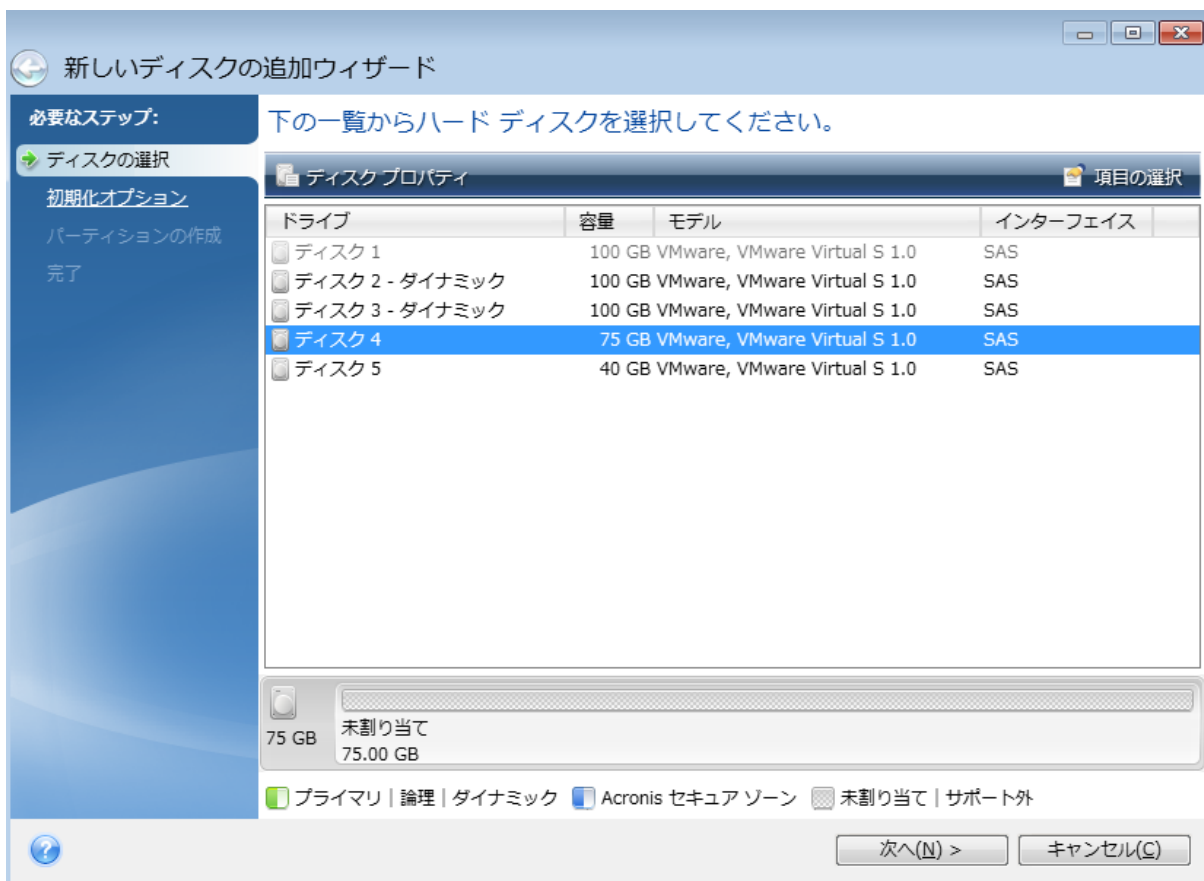 新しいディスクの追加ウィザード
必要なステップ:
ディスクの選択
初期化オプション
パーティションの作成
完了
下の一覧からハード ディスクを選択してください。
ディスク プロパティ 項目の選択
ドライブ 容量 モデル インターフェイス
ディスク 1 100 GB VMware, VMware Virtual S 1.0 SAS
ディスク 2 - ダイナミック 100 GB VMware, VMware Virtual S 1.0 SAS
ディスク 3 - ダイナミック 100 GB VMware, VMware Virtual S 1.0 SAS
ディスク 4 75 GB VMware, VMware Virtual S 1.0 SAS
ディスク 5 40 GB VMware, VMware Virtual S 1.0 SAS
75 GB
未割り当て
75.00 GB
プライマリ | 論理 | ダイナミック Acronis セキュア ゾーン 未割り当て | サポート外
次へ(N) > キャンセル(C)